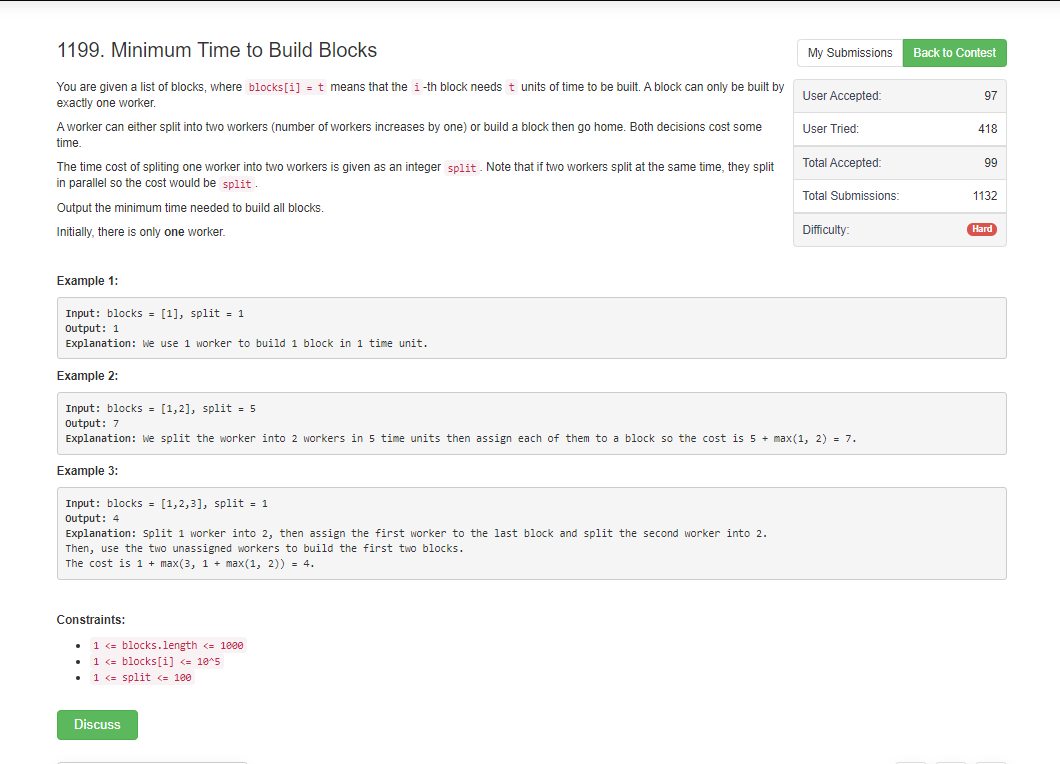 1199. Minimum Time to Build Blocks
My Submissions
Back to Contest
You are given a list of blocks, where blocks[i] = t means that the i -th block needs t units of time to be built. A block can only be built by
exactly one worker.
A worker can either split into two workers (number of workers increases by one) or build a block then go home. Both decisions cost some
time.
The time cost of spliting one worker into two workers is given as an integer split . Note that if two workers split at the same time, they split
in parallel so the cost would be split .
Output the minimum time needed to build all blocks.
Initially, there is only one worker.
User Accepted: 97
User Tried: 418
Total Accepted: 99
Total Submissions: 1132
Difficulty: Hard
Example 1:
Input: blocks = [1], split = 1
Output: 1
Explanation: We use 1 worker to build 1 block in 1 time unit.
Example 2:
Input: blocks = [1,2], split = 5
Output: 7
Explanation: We split the worker into 2 workers in 5 time units then assign each of them to a block so the cost is 5 + max(1, 2) = 7.
Example 3:
Input: blocks = [1,2,3], split = 1
Output: 4
Explanation: Split 1 worker into 2, then assign the first worker to the last block and split the second worker into 2.
Then, use the two unassigned workers to build the first two blocks.
The cost is 1 + max(3, 1 + max(1, 2)) = 4.
Constraints:
1 <= blocks.length <= 1000
1 <= blocks[i] <= 10^5
1 <= split <= 100
Discuss